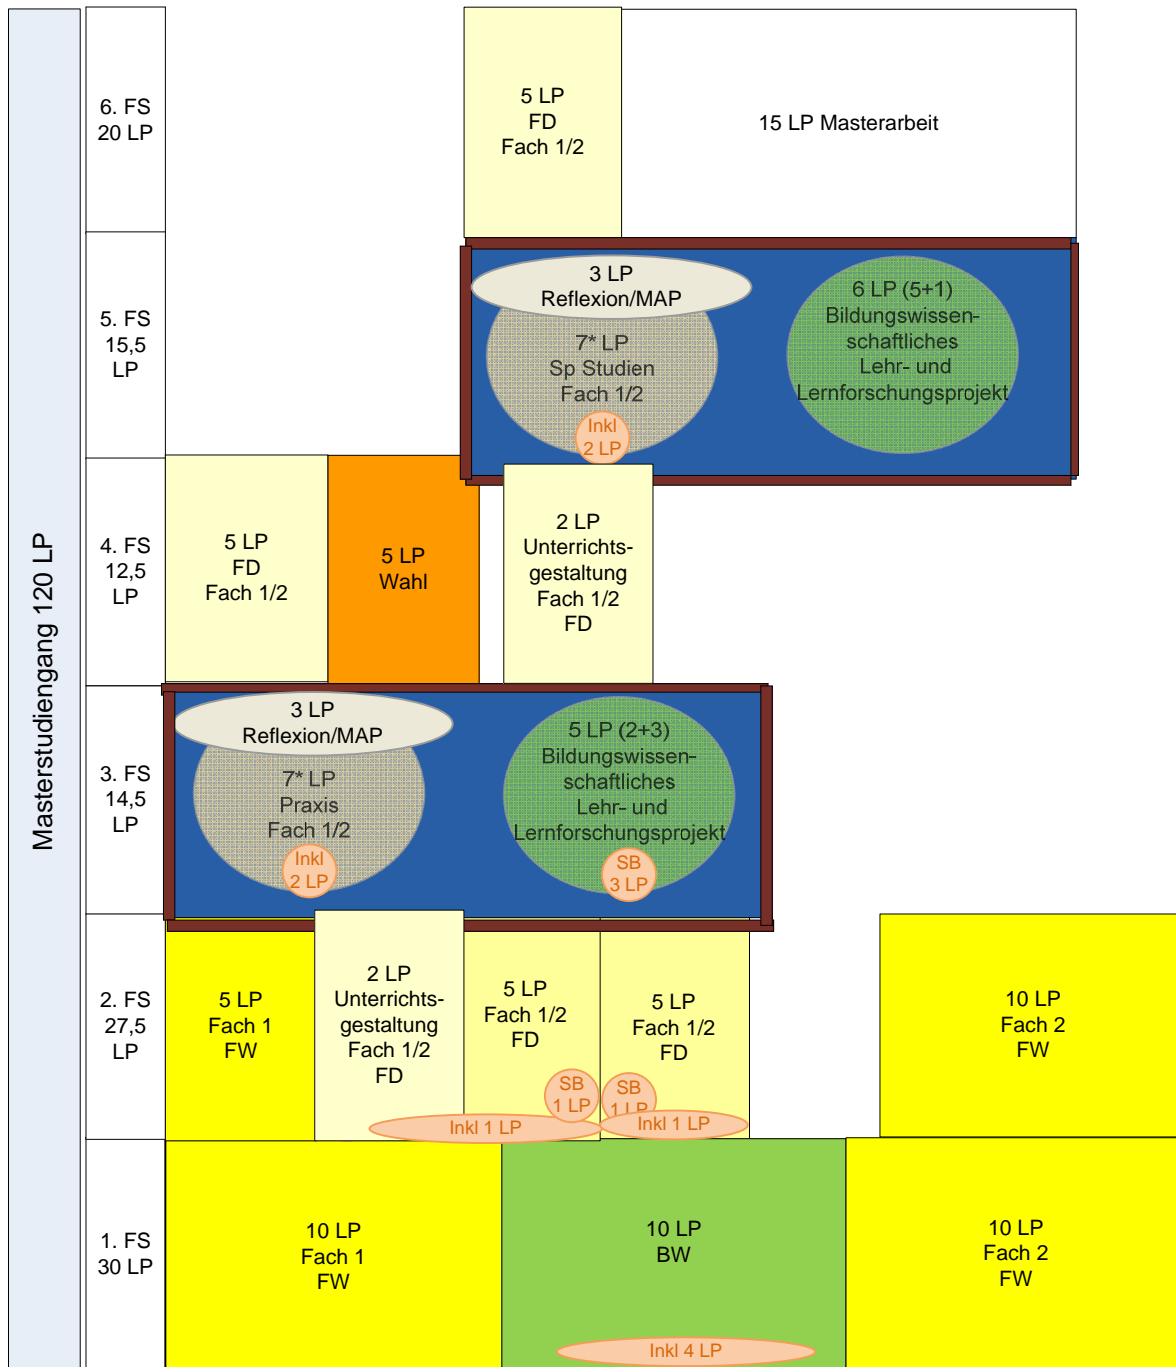 Masterstudiengang 120 LP
6. FS
20 LP
5 LP
FD
Fach 1/2
15 LP Masterarbeit
5. FS
15,5
LP
3 LP
Reflexion/MAP
7* LP
Sp Studien
Fach 1/2
Inkl
2 LP
6 LP (5+1)
Bildungswissen-
schaftliches
Lehr- und
Lernforschungsprojekt
4. FS
12,5
LP
5 LP
FD
Fach 1/2
5 LP
Wahl
2 LP
Unterrichts-
gestaltung
Fach 1/2
FD
3. FS
14,5
LP
3 LP
Reflexion/MAP
7* LP
Praxis
Fach 1/2
Inkl
2 LP
5 LP (2+3)
Bildungswissen-
schaftliches
Lehr- und
Lernforschungsprojekt
SB
3 LP
2. FS
27,5
LP
5 LP
Fach 1
FW
2 LP
Unterrichts-
gestaltung
Fach 1/2
FD
5 LP
Fach 1/2
FD
SB
1 LP
Inkl 1 LP
5 LP
Fach 1/2
FD
SB
1 LP
Inkl 1 LP
10 LP
Fach 2
FW
1. FS
30 LP
10 LP
Fach 1
FW
10 LP
BW
Inkl 4 LP
10 LP
Fach 2
FW